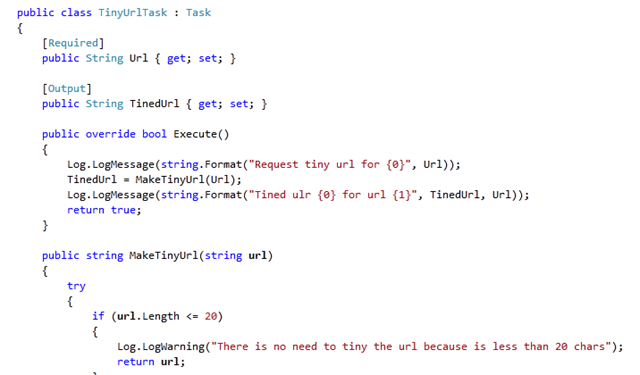 public class TinyUrlTask : Task
{
[Required]
public String Url { get; set; }
[Output]
public String TinedUrl { get; set; }
public override bool Execute()
{
Log.LogMessage(string.Format("Request tiny url for {0}", Url));
TinedUrl = MakeTinyUrl(Url);
Log.LogMessage(string.Format("Tined ulr {0} for url {1}", TinedUrl, Url));
return true;
}
public string MakeTinyUrl(string url)
{
try
{
if (url.Length <= 20)
{
Log.LogWarning("There is no need to tiny the url because is less than 20 chars");
return url;